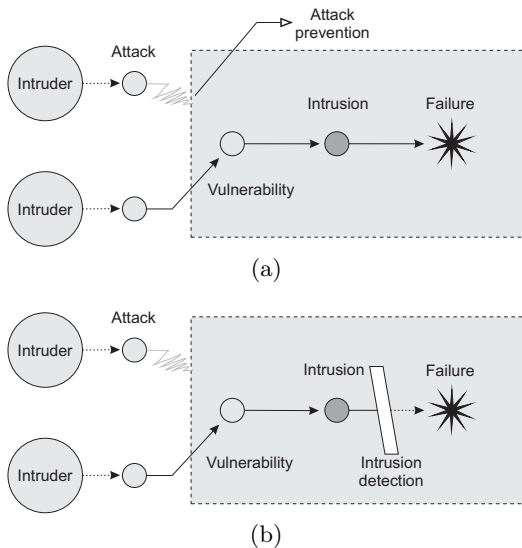 Attack
prevention
Attack
Intruder
Intrusion
Failure
Vulnerability
Intruder
(a)
Attack
Intruder
Intrusion
Failure
Vulnerability
Intruder
Intrusion
detection
(b)